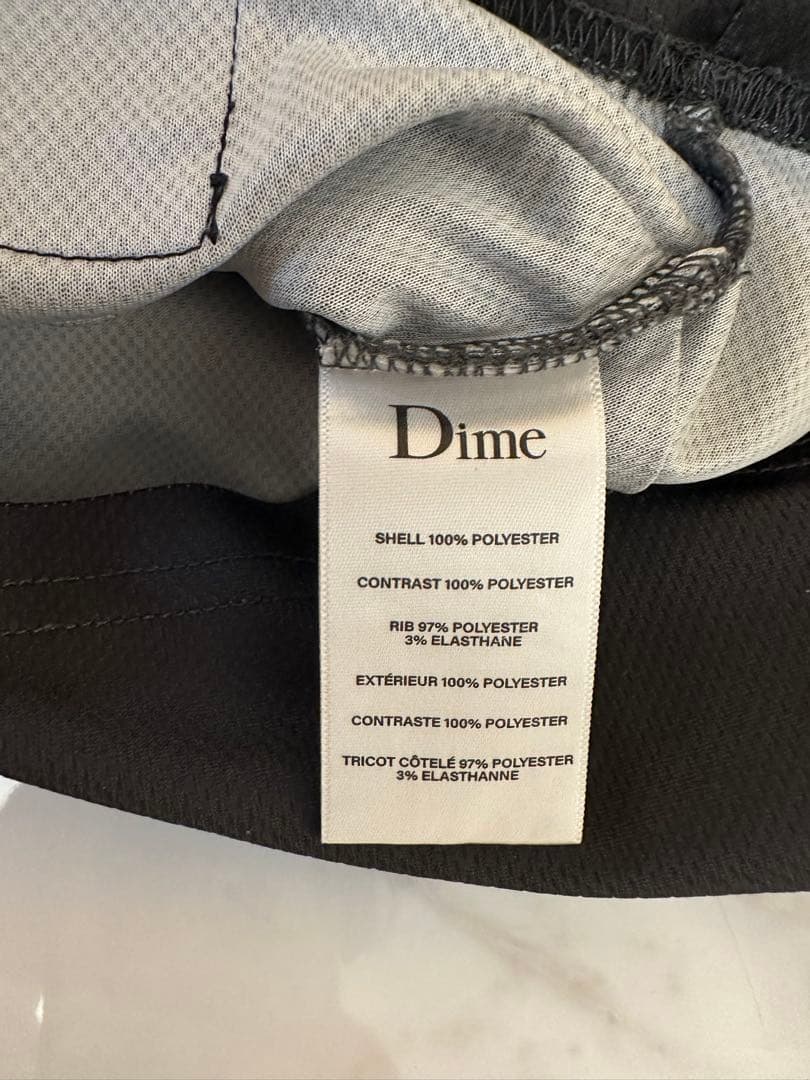 Dime
SHELL 100% POLYESTER
CONTRAST 100% POLYESTER
RIB 97% POLYESTER
3% ELASTHANE
EXTÉRIEUR 100% POLYESTER
CONTRASTE 100% POLYESTER
TRICOT CÔTELÉ 97% POLYESTER
3% ELASTHANNE